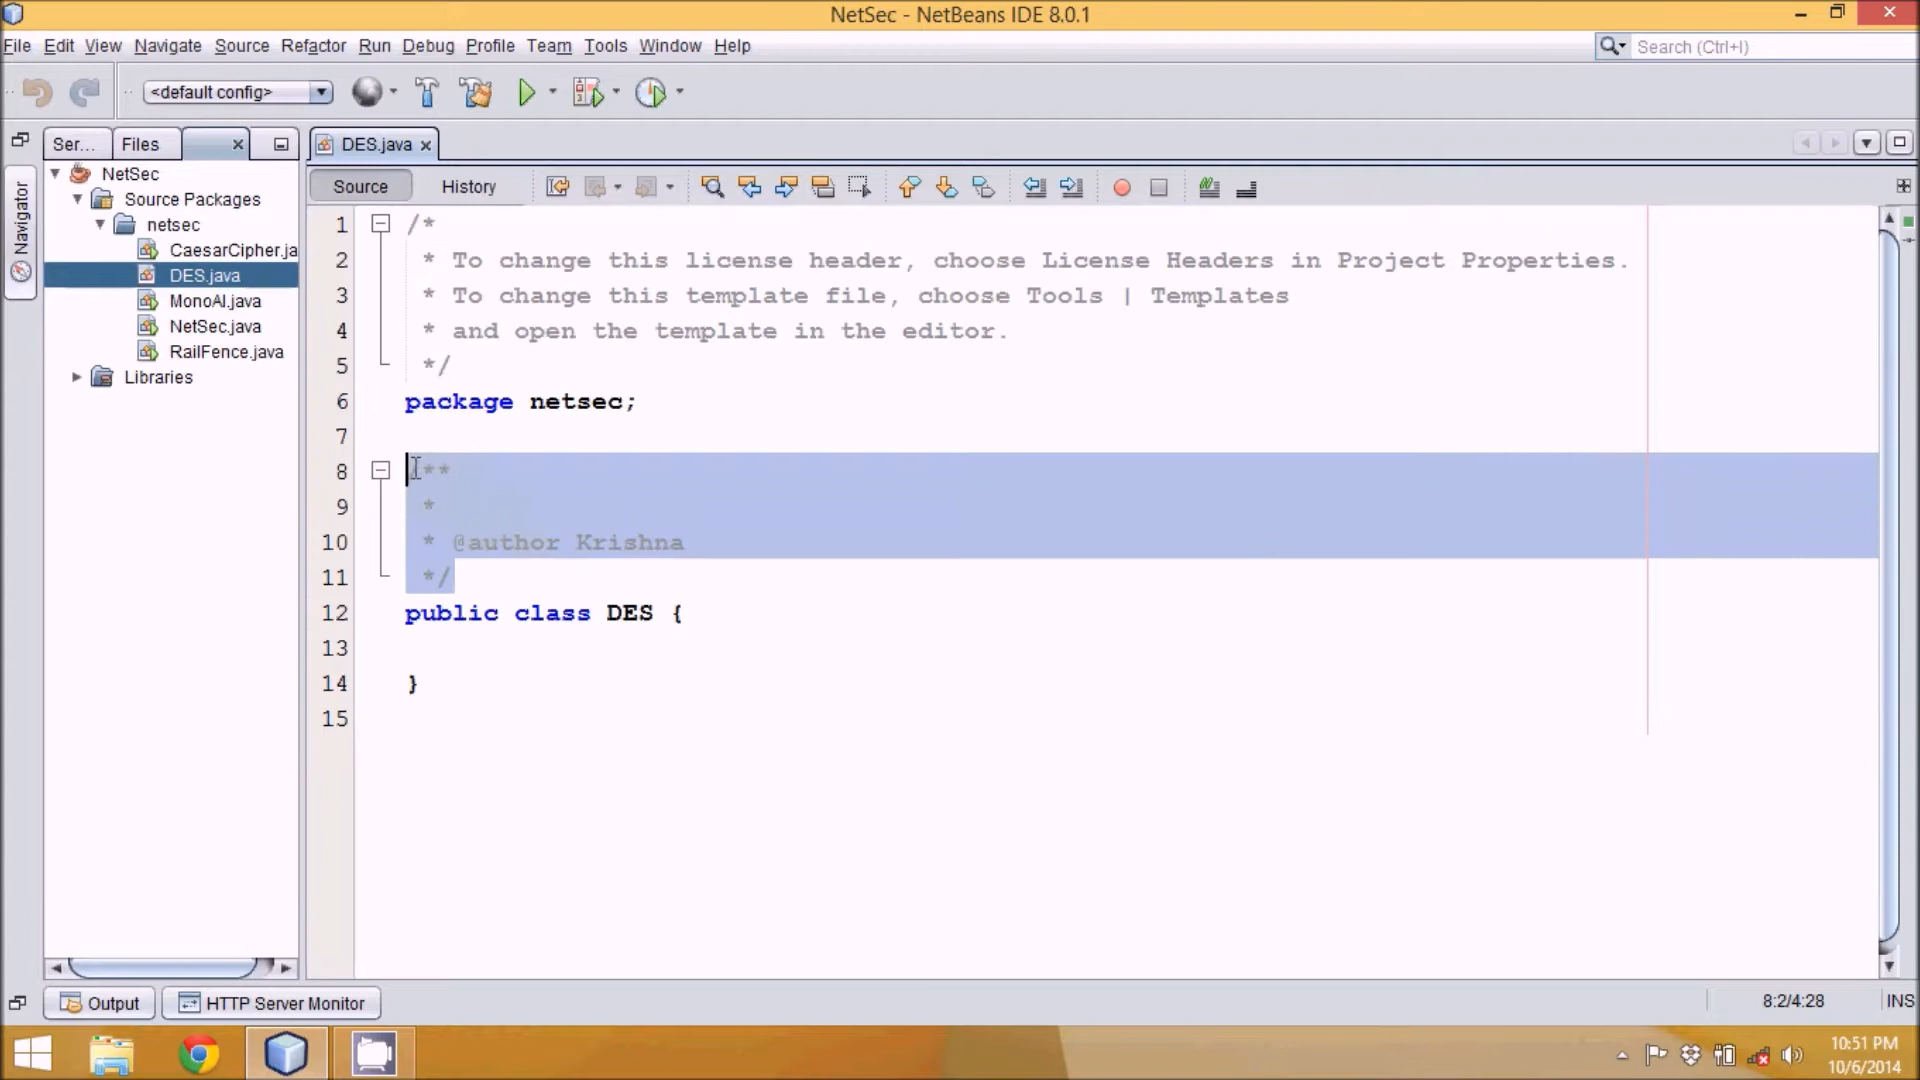 NetSec - NetBeans IDE 8.0.1
File Edit View Navigate Source Refactor Run Debug Profile Team Tools Window Help
Search (Ctrl+I)
<default config>
Ser... Files
DES.java
Navigator
NetSec
Source Packages
netsec
CaesarCipher.ja
DES.java
MonoAl.java
NetSec.java
RailFence.java
Libraries
Source History
1 /*
2 * To change this license header, choose License Headers in Project Properties.
3 * To change this template file, choose Tools | Templates
4 * and open the template in the editor.
5 */
6 package netsec;
7
8 /**
9 *
10 * @author Krishna
11 */
12 public class DES {
13
14 }
15
Output HTTP Server Monitor
8:2/4:28 INS
10:51 PM
10/6/2014